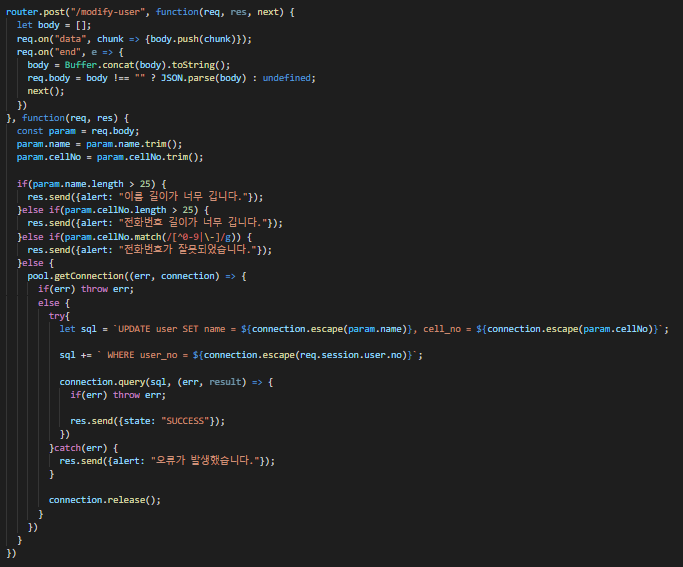 router.post("/modify-user", function(req, res, next) {
  let body = [];
  req.on("data", chunk => {body.push(chunk)});
  req.on("end", e => {
    body = Buffer.concat(body).toString();
    req.body = body !== "" ? JSON.parse(body) : undefined;
    next();
  })
}, function(req, res) {
  const param = req.body;
  param.name = param.name.trim();
  param.cellNo = param.cellNo.trim();

  if(param.name.length > 25) {
    res.send({alert: "이름 길이가 너무 깁니다."});
  }else if(param.cellNo.length > 25) {
    res.send({alert: "전화번호 길이가 너무 깁니다."});
  }else if(param.cellNo.match(/[^0-9|\-]/g)) {
    res.send({alert: "전화번호가 잘못되었습니다."});
  }else {
    pool.getConnection((err, connection) => {
      if(err) throw err;
      else {
        try{
          let sql = `UPDATE user SET name = ${connection.escape(param.name)}, cell_no = ${connection.escape(param.cellNo)}`;

          sql += ` WHERE user_no = ${connection.escape(req.session.user.no)}`;

          connection.query(sql, (err, result) => {
            if(err) throw err;

            res.send({state: "SUCCESS"});
          })
        }catch(err) {
          res.send({alert: "오류가 발생했습니다."});
        }

        connection.release();
      }
    })
  }
})